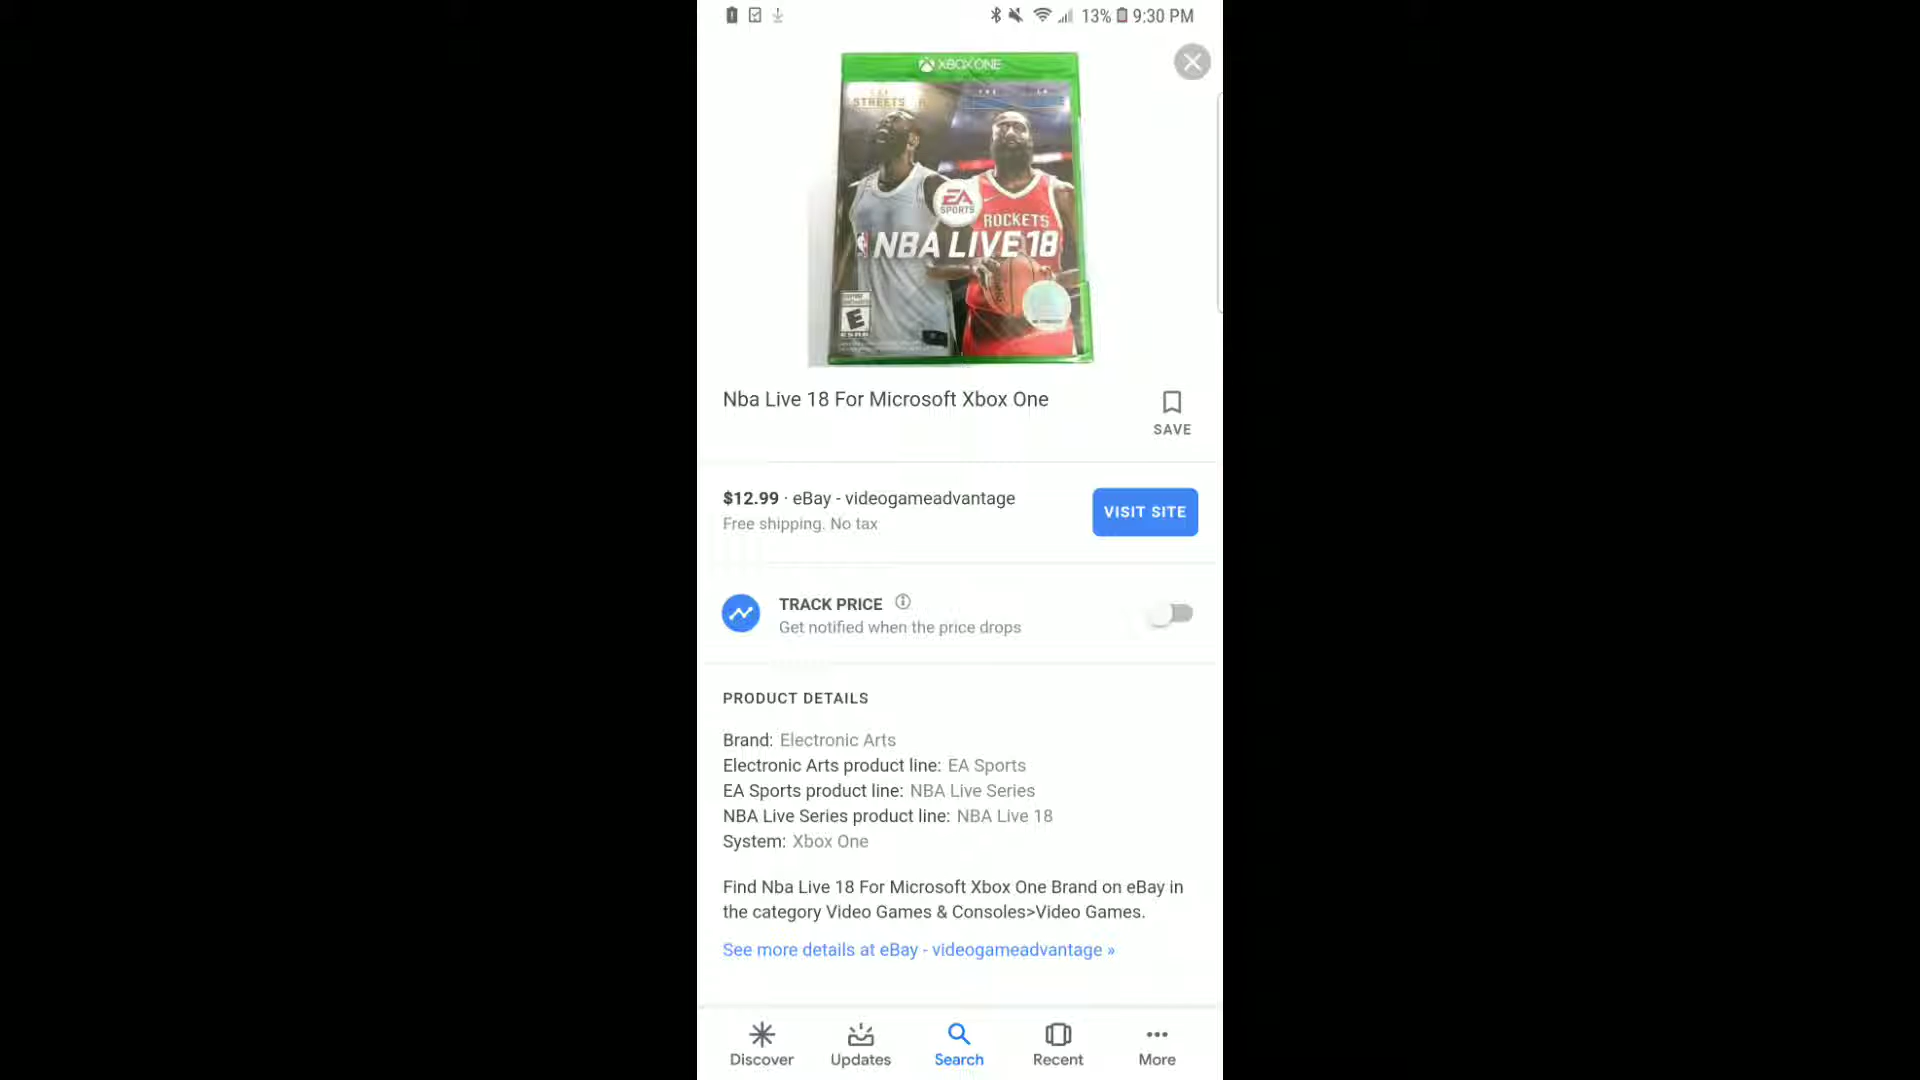 13% 9:30 PM
XBOX ONE
STREETS
EA
SPORTS
ROCKETS
NBA LIVE 18
E
Nba Live 18 For Microsoft Xbox One
SAVE
$12.99 · eBay - videogameadvantage
Free shipping. No tax
VISIT SITE
TRACK PRICE
Get notified when the price drops
PRODUCT DETAILS
Brand: Electronic Arts
Electronic Arts product line: EA Sports
EA Sports product line: NBA Live Series
NBA Live Series product line: NBA Live 18
System: Xbox One
Find Nba Live 18 For Microsoft Xbox One Brand on eBay in
the category Video Games & Consoles>Video Games.
See more details at eBay - videogameadvantage »
Discover Updates Search Recent More